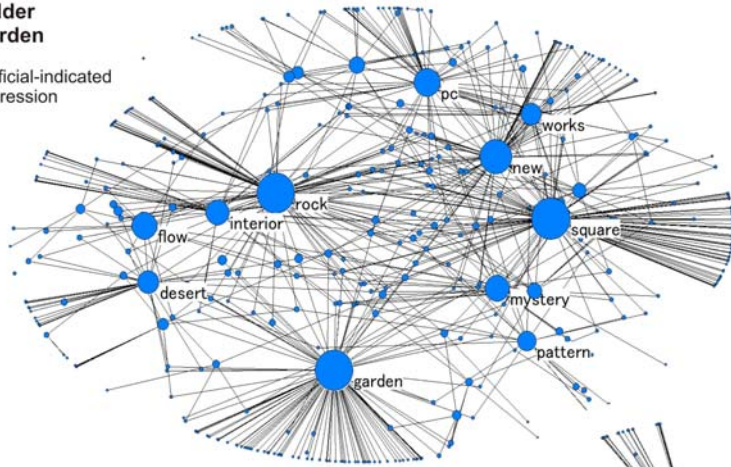 lder
rden
ficial-indicated
ression
pc
works
new
rock
interior
square
flow
desert
mystery
pattern
garden